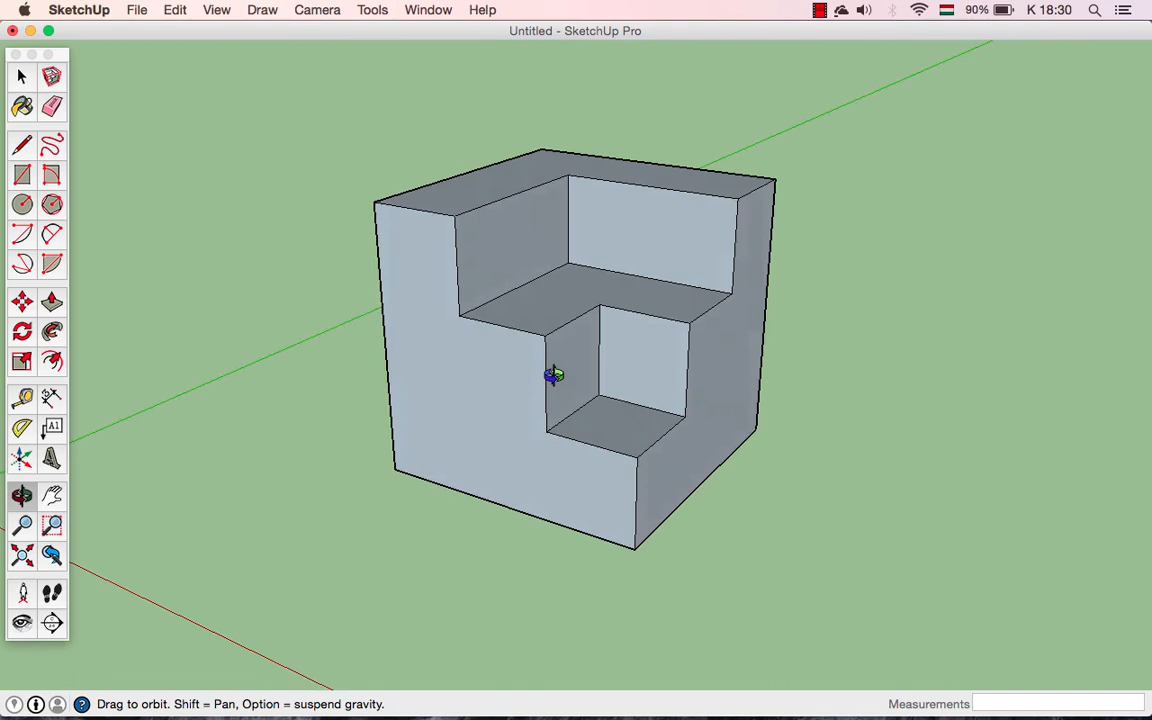 SketchUp File Edit View Draw Camera Tools Window Help 90% K 18:30
Untitled - SketchUp Pro
A1
Drag to orbit. Shift = Pan, Option = suspend gravity. Measurements